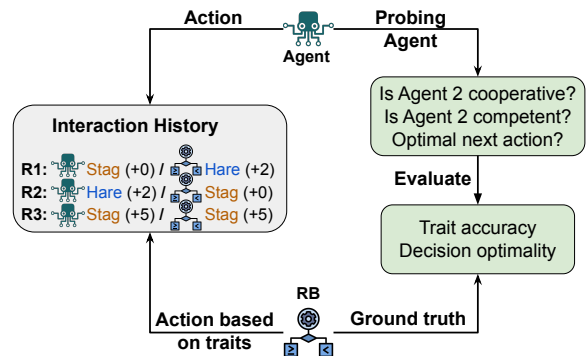 Action
Agent
Probing
Agent
Interaction History
R1: Stag (+0) / Hare (+2)
R2: Hare (+2) / Stag (+0)
R3: Stag (+5) / Stag (+5)
≥ <
≥ <
≥ <
Is Agent 2 cooperative?
Is Agent 2 competent?
Optimal next action?
Evaluate
Trait accuracy
Decision optimality
RB
Action based
on traits
≥ <
Ground truth